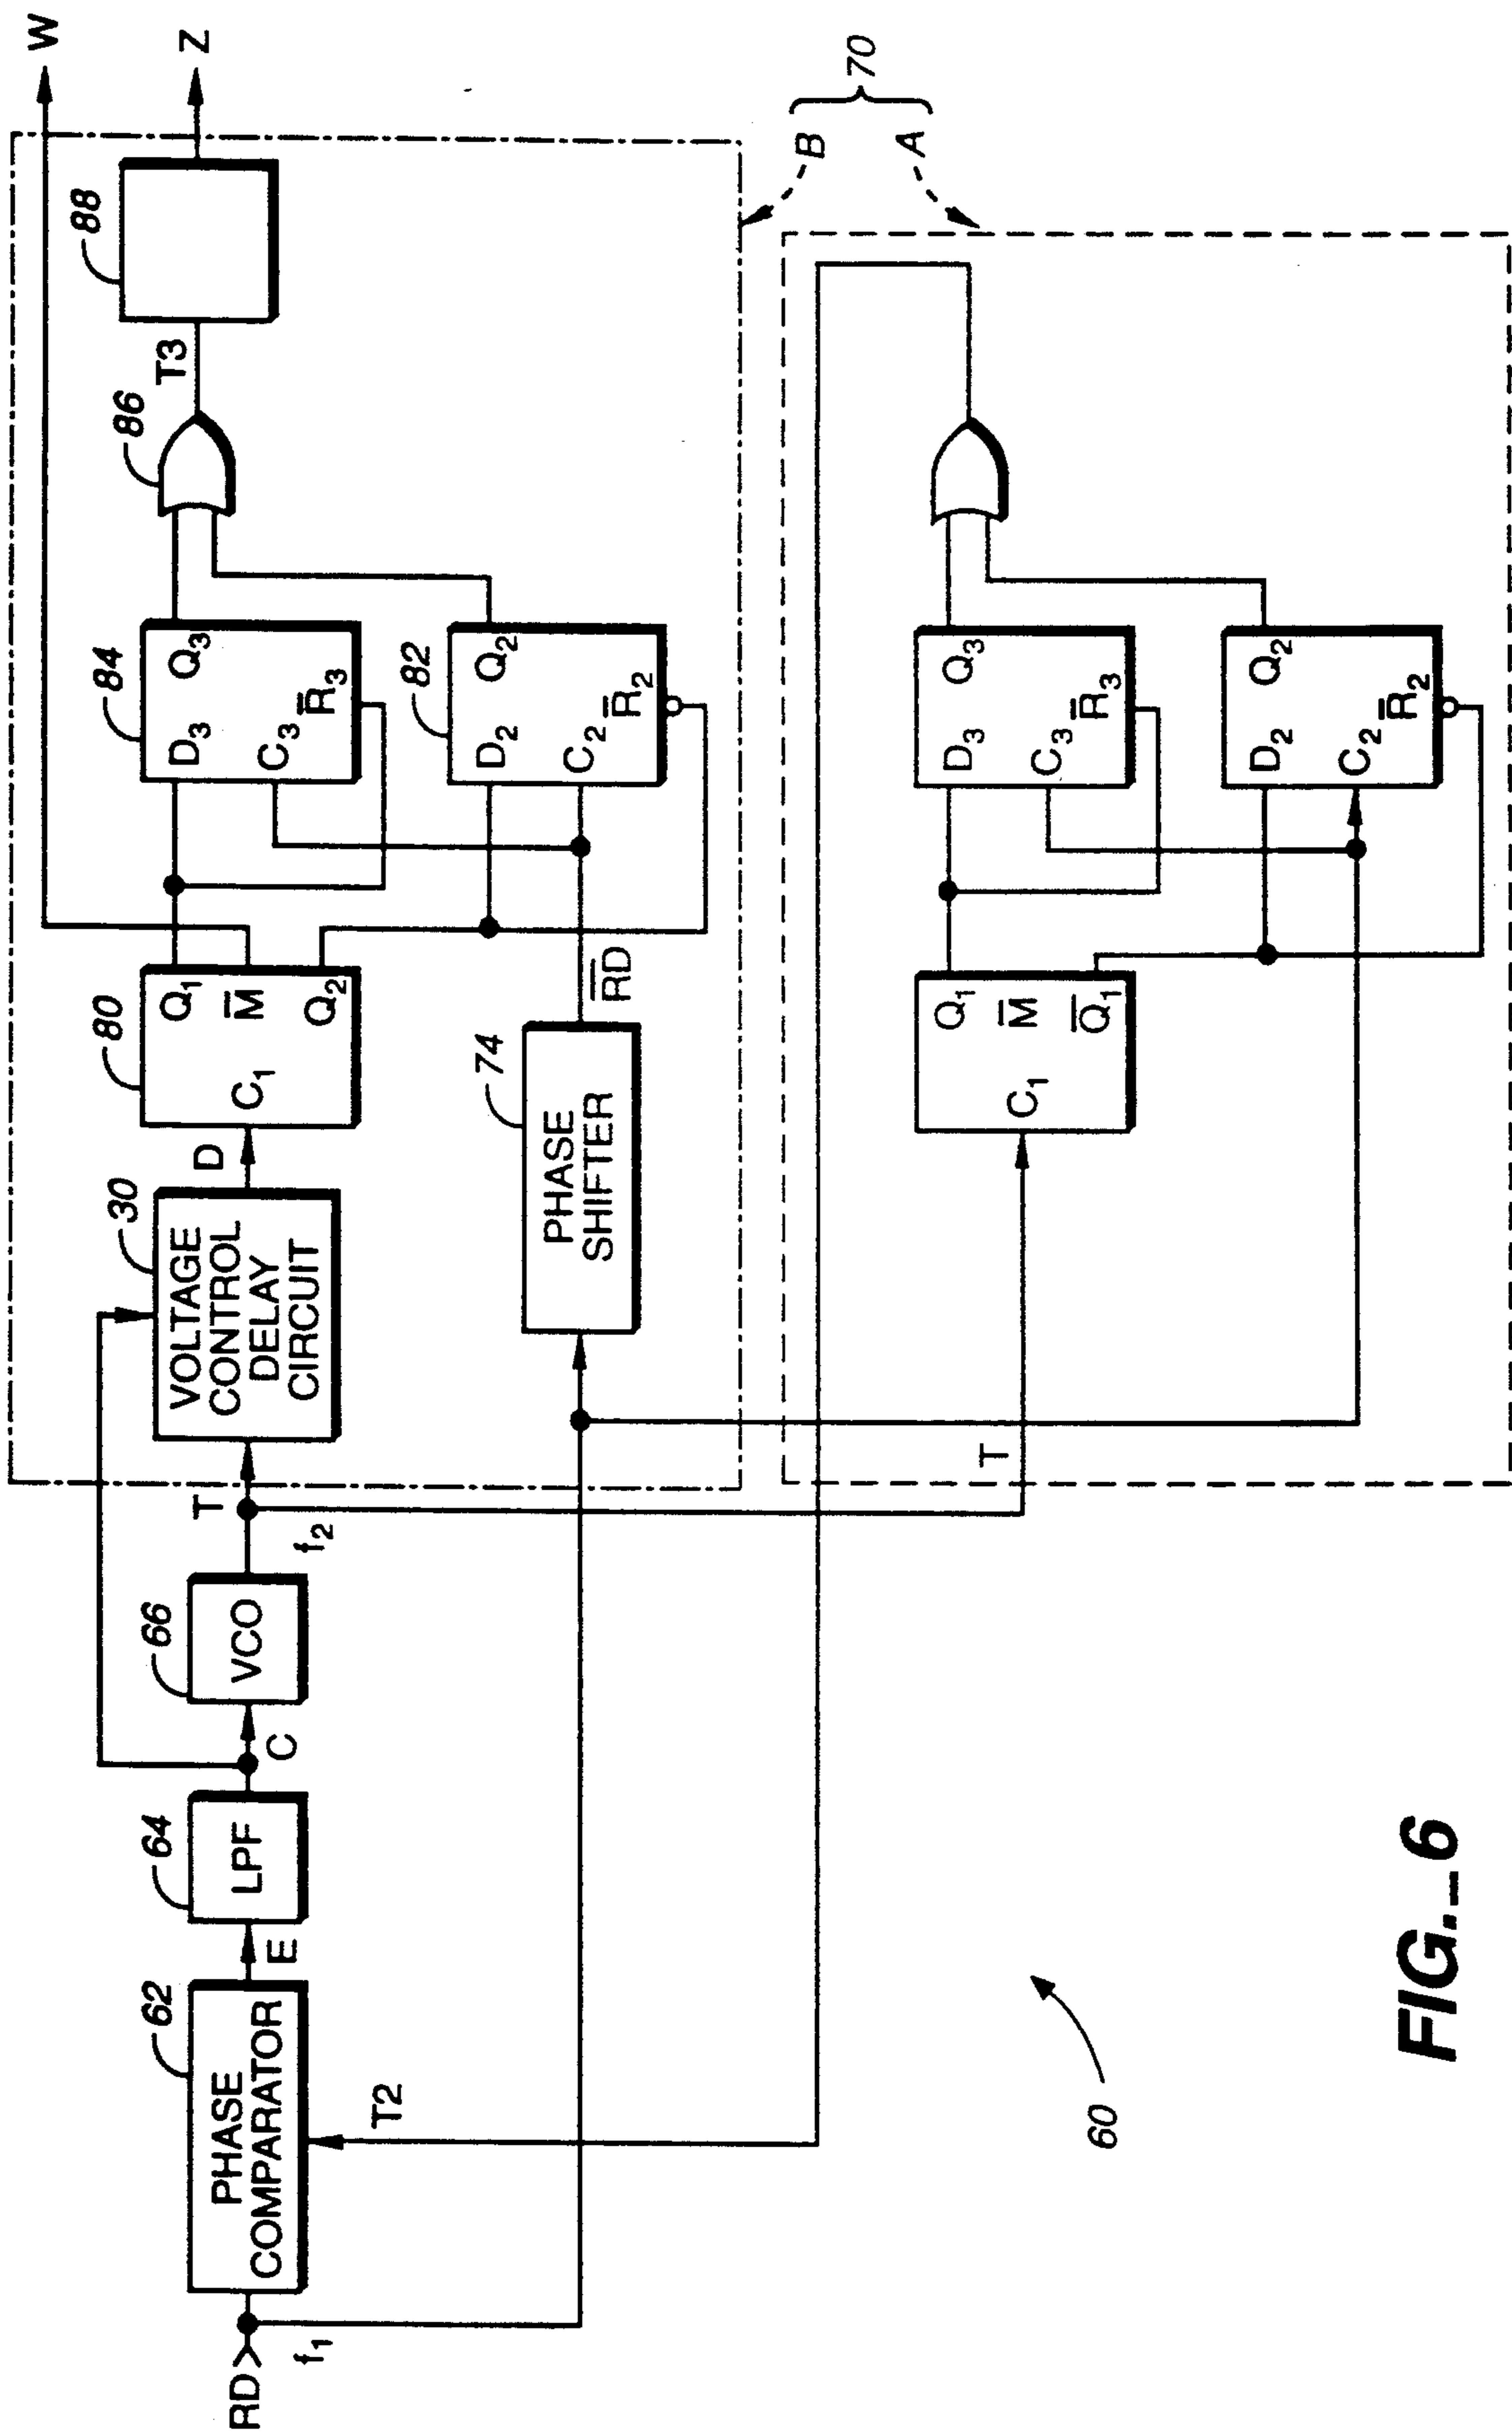 RD
f1
62
PHASE
COMPARATOR
E
T2
64
LPF
C
66
VCO
T
f2
30
VOLTAGE
CONTROL
DELAY
CIRCUIT
D
80
C1
Q1
M̅
Q2
74
PHASE
SHIFTER
R̅D̅
84
D3
Q3
C3
R̅3
82
D2
Q2
C2
R̅2
86
T3
88
W
Z
B
A
70
T
C1
Q1
M̅
Q̅1
D3
Q3
C3
R̅3
D2
Q2
C2
R̅2
60
FIG._6